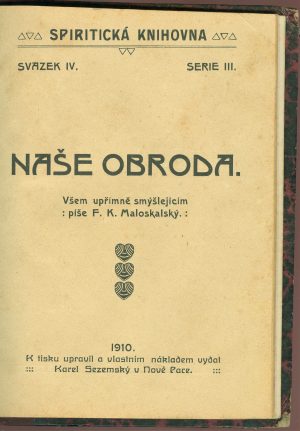 SPIRITICKÁ KNIHOVNA
SVAZEK IV. SERIE III.
NAŠE OBRODA.
Všem upřímně smýšlejícím
: píše F. K. Maloskalský. :
1910.
K tisku upravil a vlastním nákladem vydal
::: Karel Sezemský v Nové Pace. :::